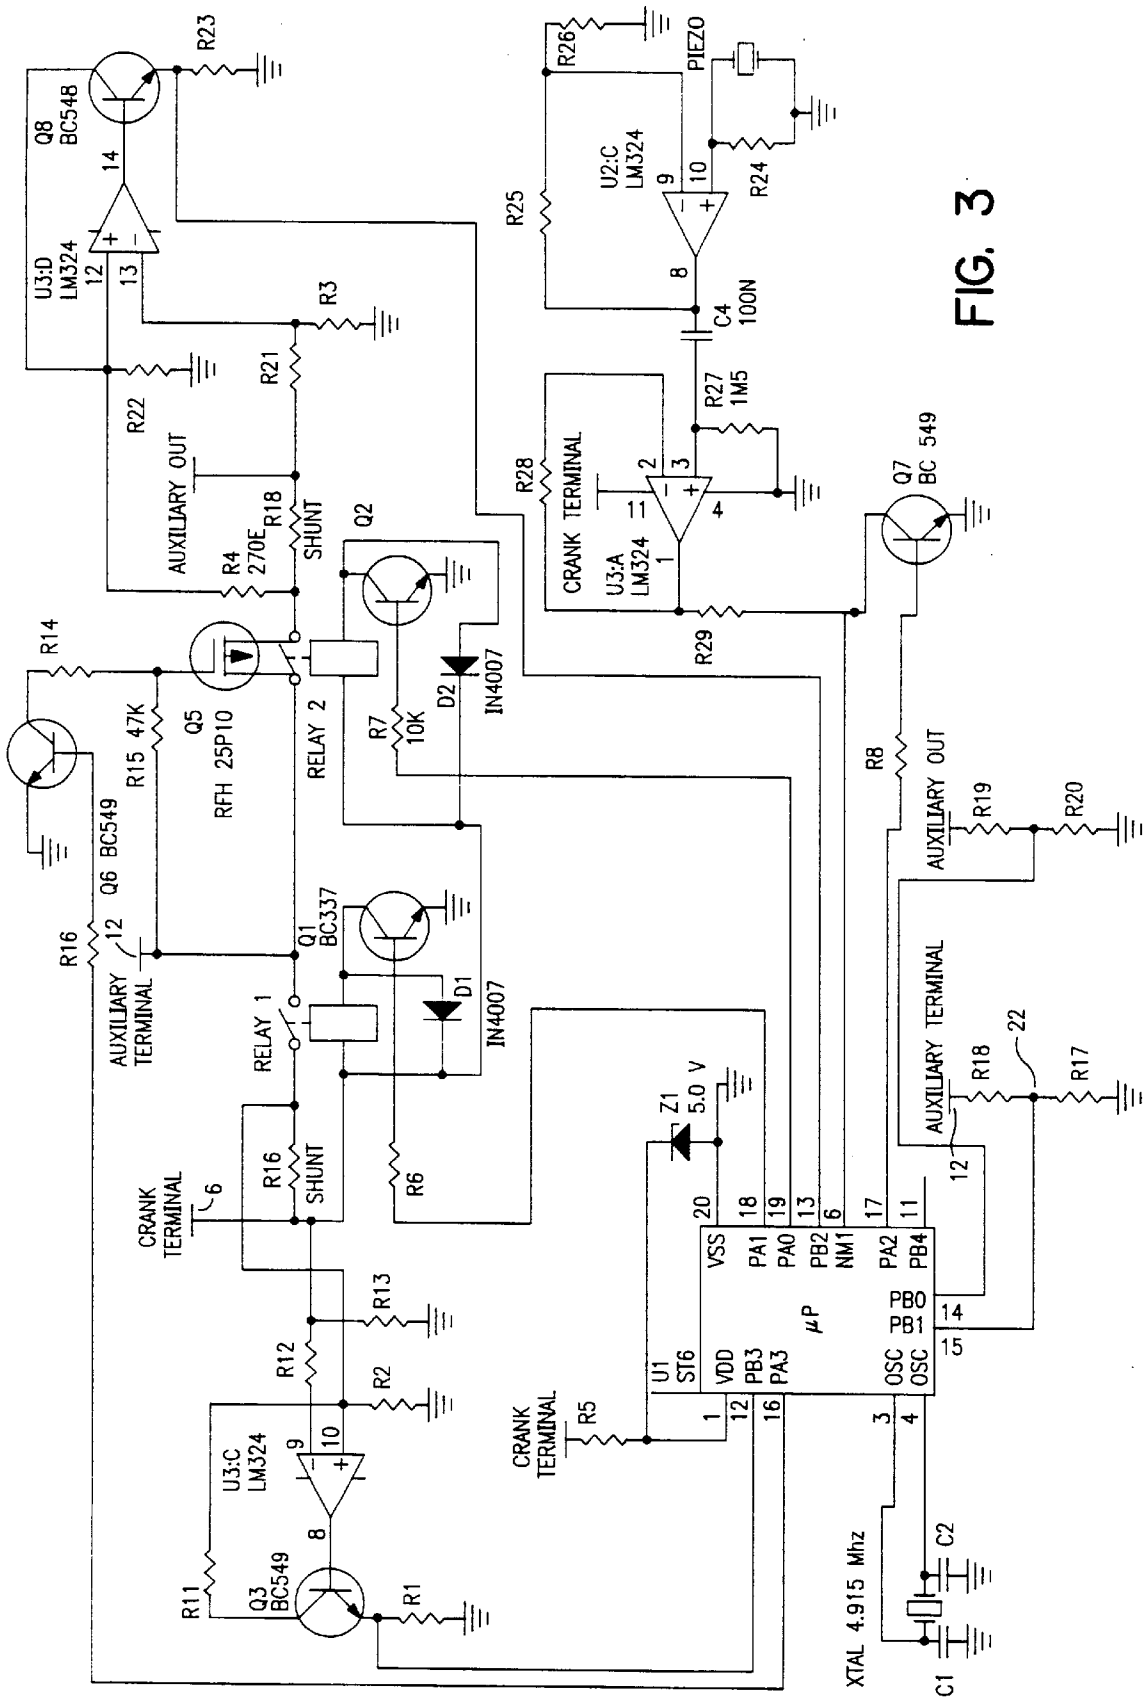 CRANK
TERMINAL
6
R16
SHUNT
RELAY 1
AUXILIARY
TERMINAL
12
R16
Q6 BC549
R14
R15 47K
Q5
RFH 25P10
RELAY 2
R4
270E
AUXILIARY OUT
R18
SHUNT
R21
R3
R22
U3:D
LM324
12
13
14
Q8
BC548
R23
R11
Q3
BC549
8
U3:C
LM324
9
10
R12
R13
R2
R1
R6
Q1
BC337
D1
IN4007
R7
10K
Q2
D2
IN4007
CRANK
TERMINAL
R5
Z1
5.0 V
U1
ST6
µP
VDD
PB3
PA3
1
12
16
OSC
OSC
3
4
VSS
PA1
PA0
PB2
NM1
PA2
PB4
20
18
19
13
6
17
11
PB0
PB1
14
15
XTAL 4.915 Mhz
C1
C2
AUXILIARY TERMINAL
12
R18
22
R17
AUXILIARY OUT
R19
R20
R8
Q7
BC 549
R29
CRANK TERMINAL
U3:A
LM324
1
11
4
2
3
R28
R27
1M5
C4
100N
R25
8
U2:C
LM324
9
10
R24
R26
PIEZO
FIG. 3